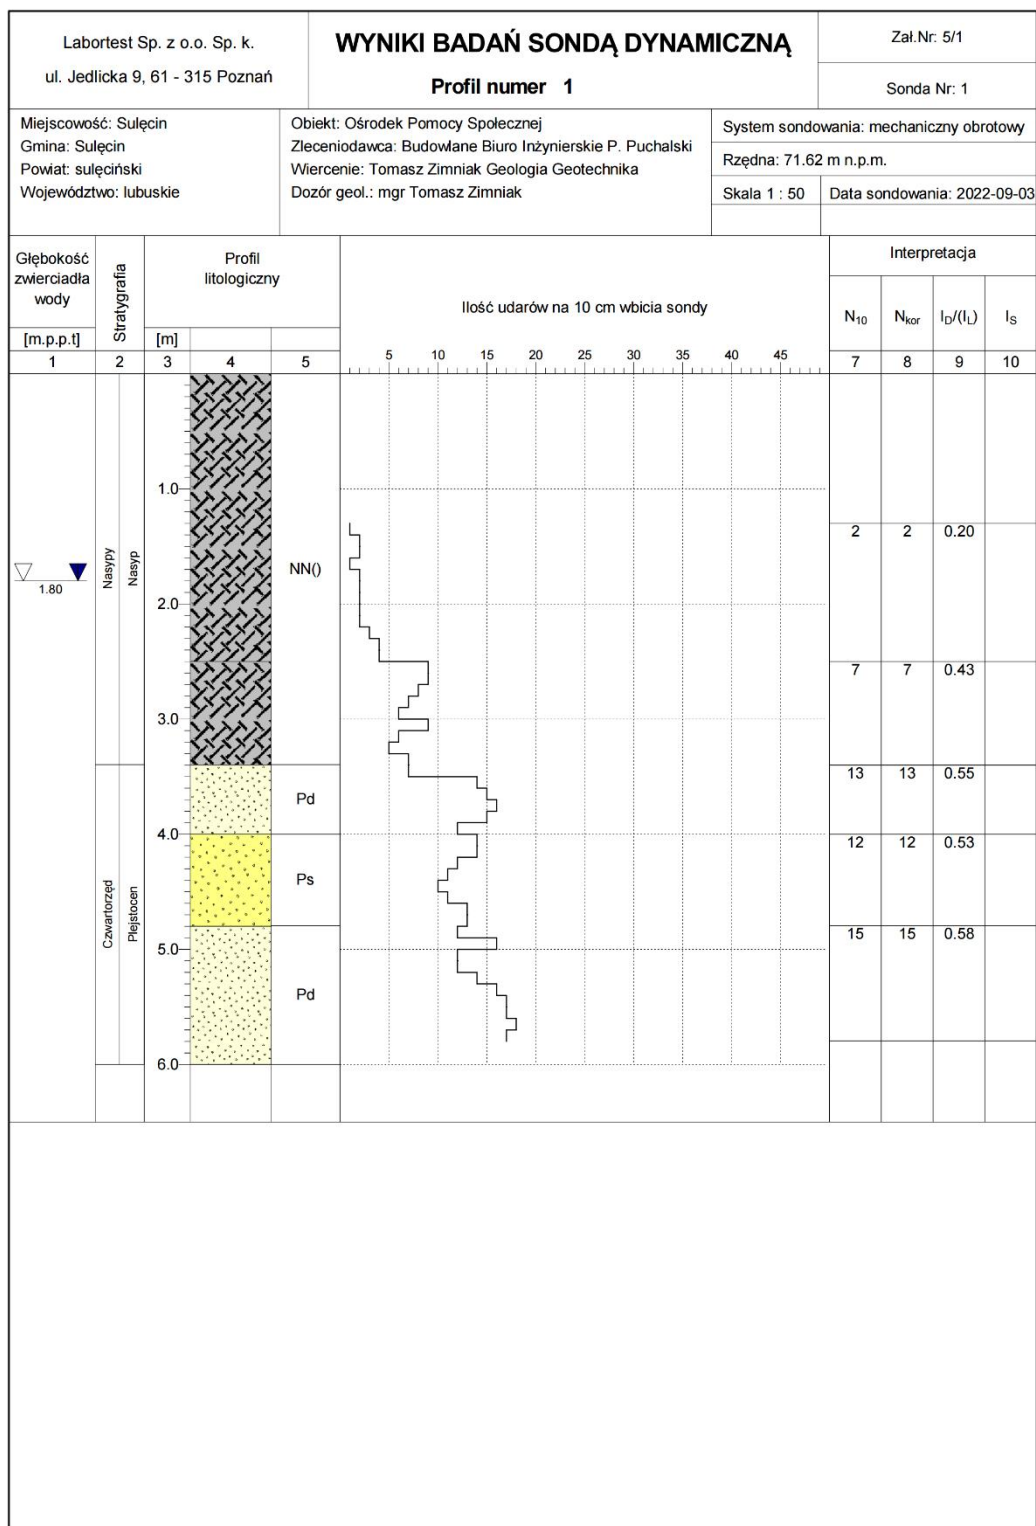 Labortest Sp. z o.o. Sp. k.
ul. Jedlicka 9, 61 - 315 Poznań
WYNIKI BADAŃ SONDĄ DYNAMICZNĄ
Profil numer 1
Zał.Nr: 5/1
Sonda Nr: 1
Miejscowość: Sulęcin
Gmina: Sulęcin
Powiat: sulęciński
Województwo: lubuskie
Obiekt: Ośrodek Pomocy Społecznej
Zleceniodawca: Budowlane Biuro Inżynierskie P. Puchalski
Wiercenie: Tomasz Zimniak Geologia Geotechnika
Dozór geol.: mgr Tomasz Zimniak
System sondowania: mechaniczny obrotowy
Rzędna: 71.62 m n.p.m.
Skala 1 : 50
Data sondowania: 2022-09-03
Głębokość
zwierciadła
wody
[m.p.p.t]
Stratygrafia
Profil
litologiczny
[m]
Ilość udarów na 10 cm wbicia sondy
Interpretacja
N10 Nkor ID/(IL) IS
5 10 15 20 25 30 35 40 45
1 2 3 4 5 7 8 9 10
1.0
2.0
3.0
4.0
5.0
6.0
1.80
Nasypy
Nasyp
Czwartorzęd
Plejstocen
NN()
Pd
Ps
Pd
2 2 0.20
7 7 0.43
13 13 0.55
12 12 0.53
15 15 0.58